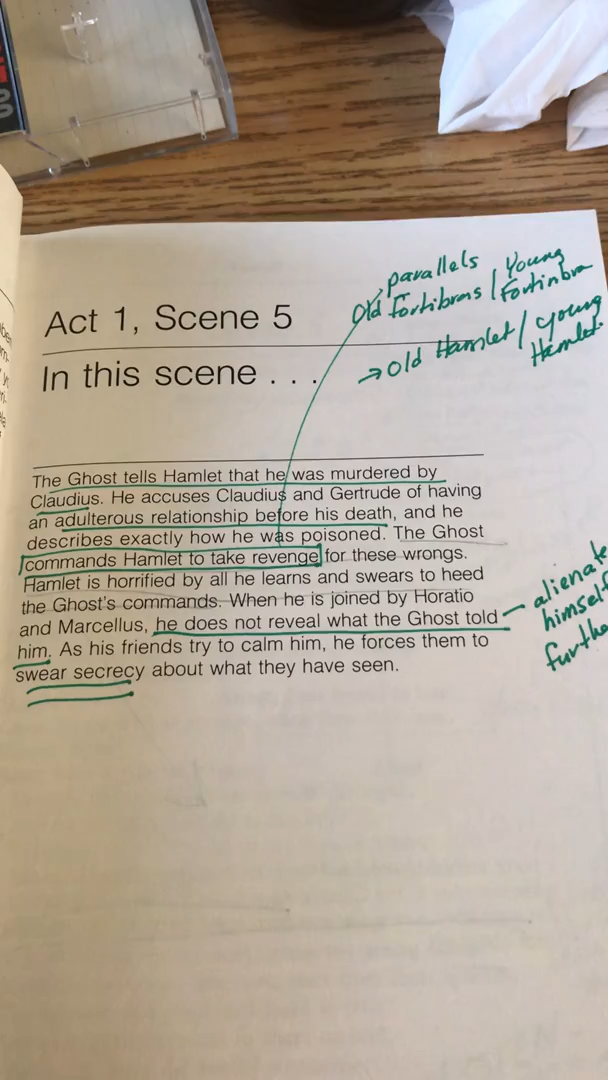 parallels
Old Fortibras / Young
Fortinbra
Act 1, Scene 5
→ Old Hamlet / young
Hamlet.
In this scene . . .
The Ghost tells Hamlet that he was murdered by
Claudius. He accuses Claudius and Gertrude of having
an adulterous relationship before his death, and he
describes exactly how he was poisoned. The Ghost
commands Hamlet to take revenge for these wrongs.
Hamlet is horrified by all he learns and swears to heed
the Ghost's commands. When he is joined by Horatio
and Marcellus, he does not reveal what the Ghost told
him. As his friends try to calm him, he forces them to
swear secrecy about what they have seen.
alienate
himself
furthe